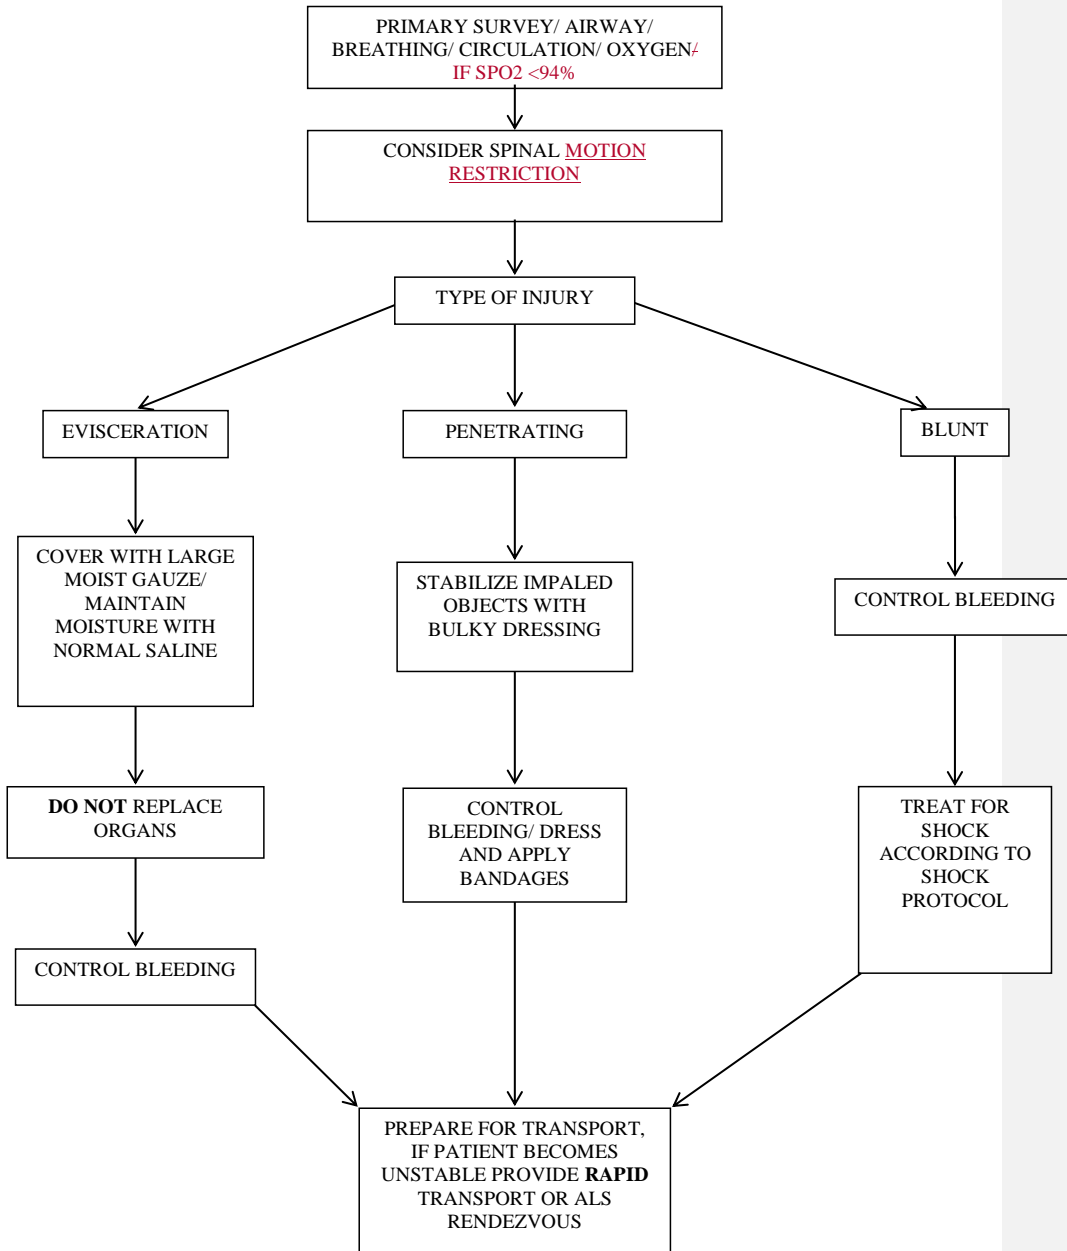 PRIMARY SURVEY/ AIRWAY/
BREATHING/ CIRCULATION/ OXYGEN/
IF SPO2 <94%
CONSIDER SPINAL MOTION
RESTRICTION
TYPE OF INJURY
EVISCERATION
PENETRATING
BLUNT
COVER WITH LARGE
MOIST GAUZE/
MAINTAIN
MOISTURE WITH
NORMAL SALINE
STABILIZE IMPALED
OBJECTS WITH
BULKY DRESSING
CONTROL BLEEDING
DO NOT REPLACE
ORGANS
CONTROL
BLEEDING/ DRESS
AND APPLY
BANDAGES
TREAT FOR
SHOCK
ACCORDING TO
SHOCK
PROTOCOL
CONTROL BLEEDING
PREPARE FOR TRANSPORT,
IF PATIENT BECOMES
UNSTABLE PROVIDE RAPID
TRANSPORT OR ALS
RENDEZVOUS